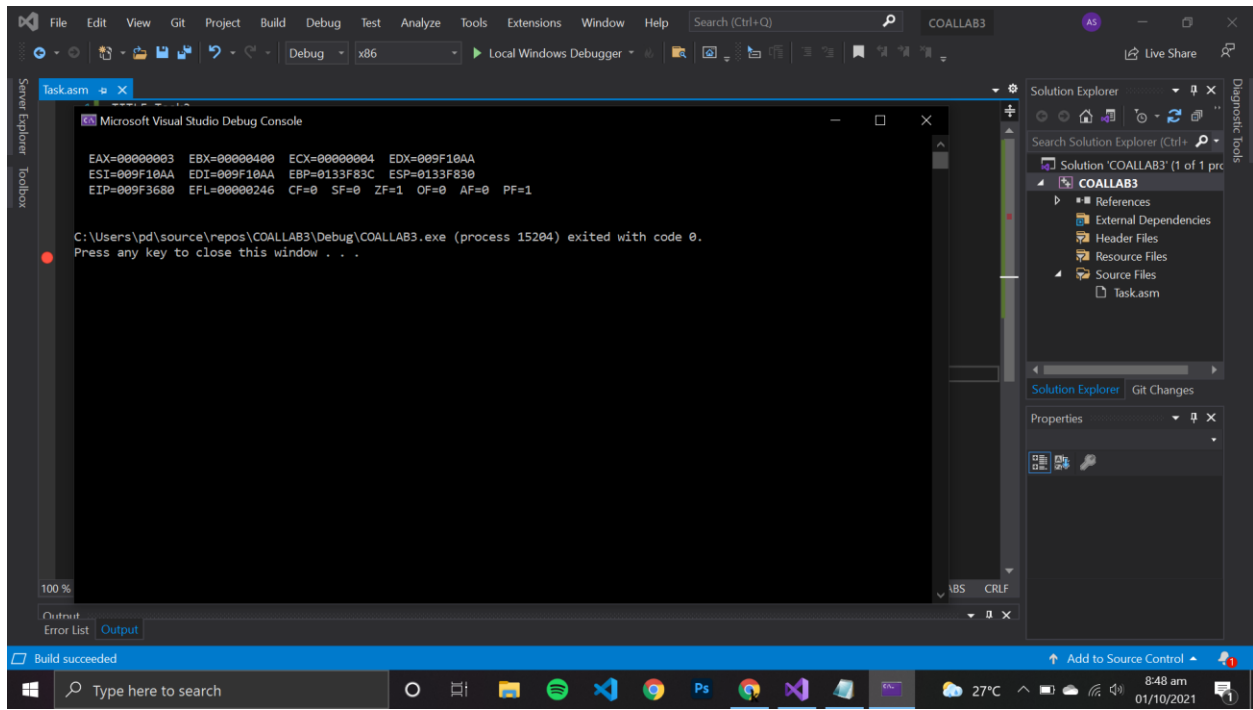 File Edit View Git Project Build Debug Test Analyze Tools Extensions Window Help Search (Ctrl+Q) COALLAB3 AS
Debug x86 Local Windows Debugger Live Share
Server Explorer
Toolbox
Task.asm
Microsoft Visual Studio Debug Console
EAX=00000003 EBX=00000400 ECX=00000004 EDX=009F10AA
ESI=009F10AA EDI=009F10AA EBP=0133F83C ESP=0133F830
EIP=009F3680 EFL=00000246 CF=0 SF=0 ZF=1 OF=0 AF=0 PF=1
C:\Users\pd\source\repos\COALLAB3\Debug\COALLAB3.exe (process 15204) exited with code 0.
Press any key to close this window . . .
100 %
ABS CRLF
Output
Error List Output
Solution Explorer
Search Solution Explorer (Ctrl+
Solution 'COALLAB3' (1 of 1 pro
COALLAB3
References
External Dependencies
Header Files
Resource Files
Source Files
Task.asm
Solution Explorer Git Changes
Properties
Diagnostic Tools
Build succeeded
Add to Source Control
1
Type here to search
Ps
27°C
8:48 am
01/10/2021
1